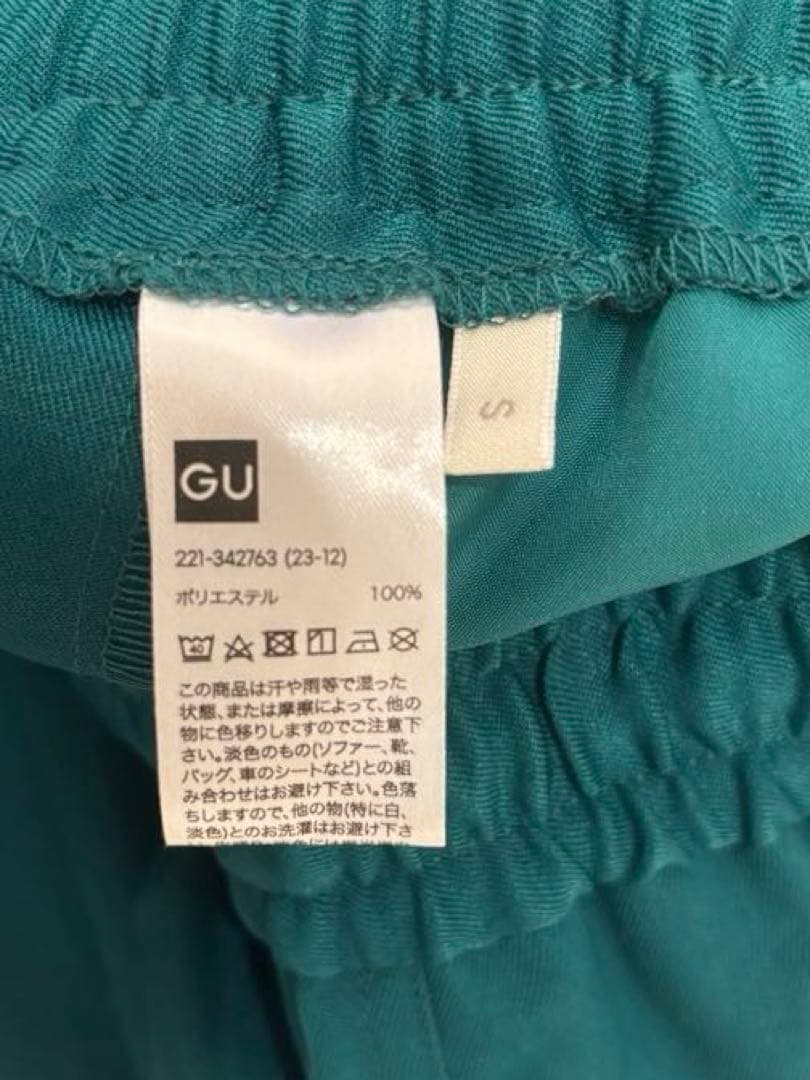 GU
S
221-342763 (23-12)
ポリエステル 100%
40
この商品は汗や雨等で湿った
状態、または摩擦によって、他の
物に色移りしますのでご注意下
さい。淡色のもの(ソファー、靴、
バッグ、車のシートなど)との組
み合わせはお避け下さい。色落
ちしますので、他の物(特に白、
淡色)とのお洗濯はお避け下さ